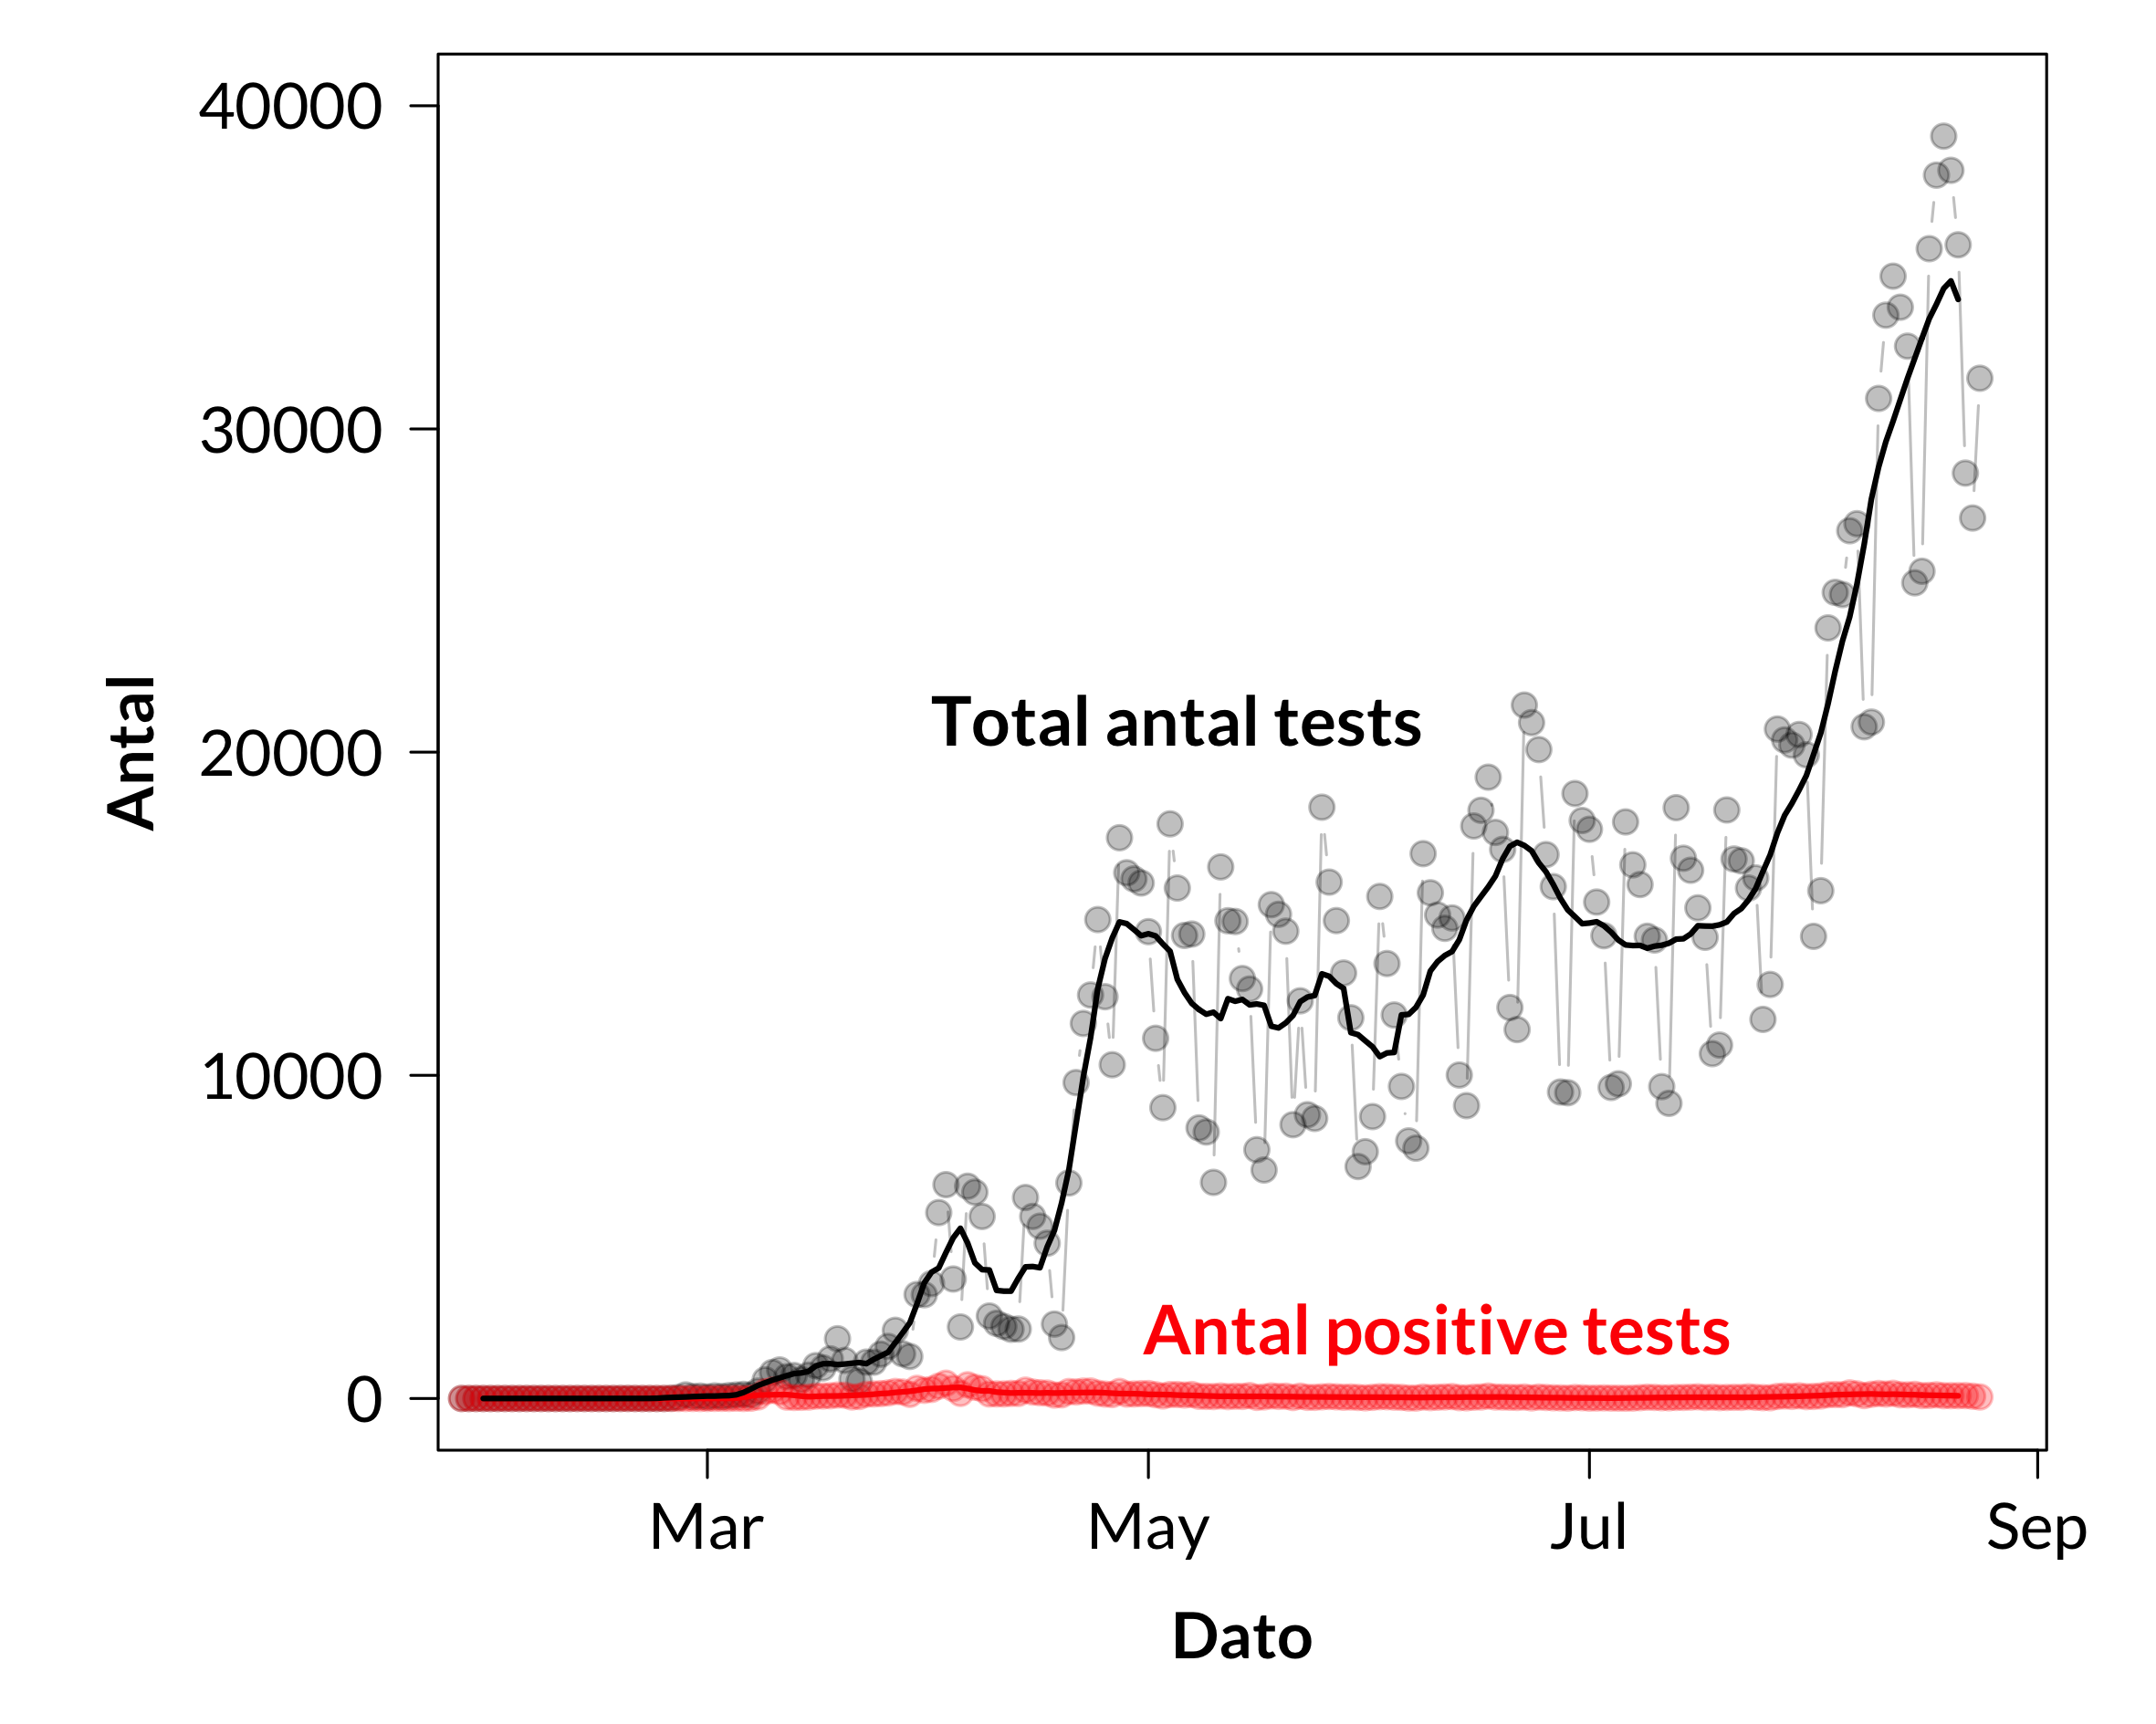 40000
30000
20000
10000
0
Antal
Total antal tests
Antal positive tests
Mar
May
Jul
Sep
Dato